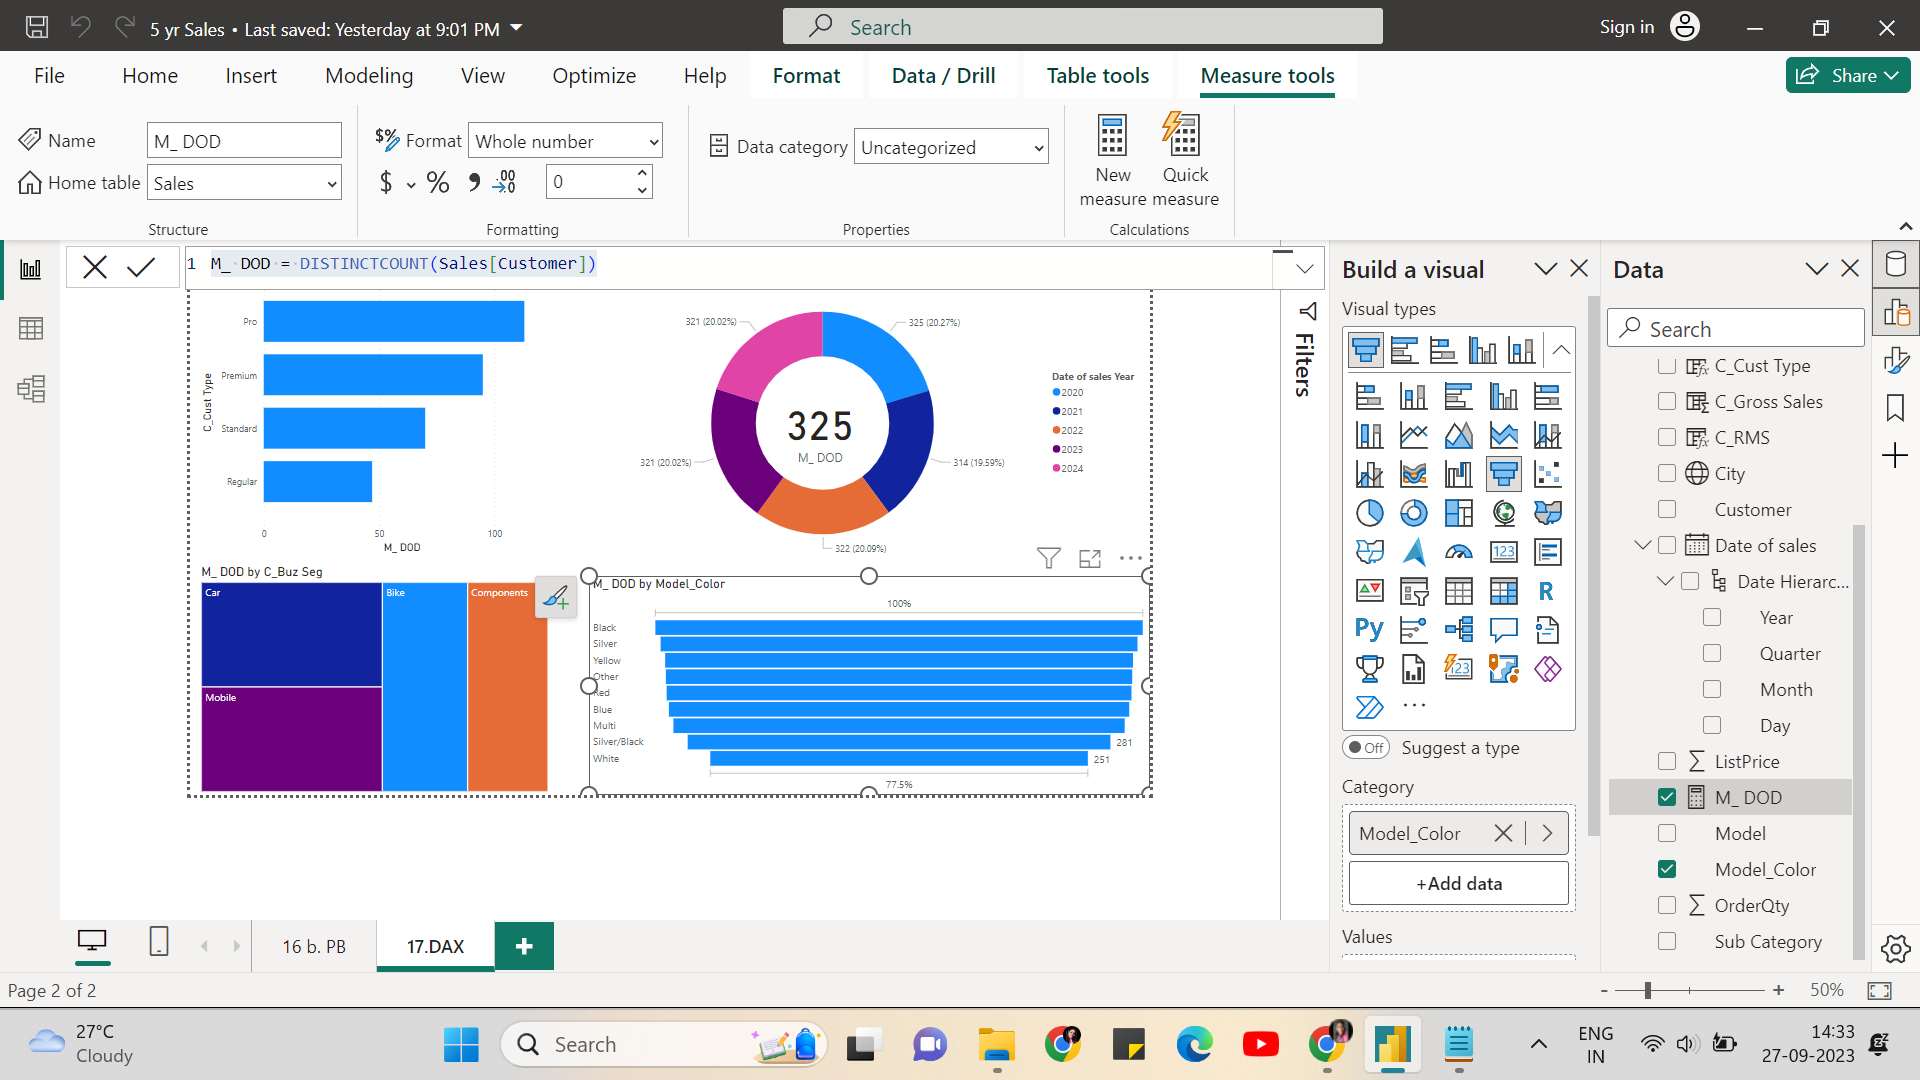 5 yr Sales • Last saved: Yesterday at 9:01 PM
Search
Sign in
File
Home
Insert
Modeling
View
Optimize
Help
Format
Data / Drill
Table tools
Measure tools
Share
Name
M_ DOD
Home table
Sales
Structure
Format
Whole number
$
%
0
Formatting
Data category
Uncategorized
Properties
New
measure
Quick
measure
Calculations
1 M_ DOD = DISTINCTCOUNT(Sales[Customer])
C_Cust Type
Pro
Premium
Standard
Regular
0
50
100
M_ DOD
321 (20.02%)
325 (20.27%)
321 (20.02%)
314 (19.59%)
322 (20.09%)
325
M_ DOD
Date of sales Year
2020
2021
2022
2023
2024
M_ DOD by C_Buz Seg
Car
Mobile
Bike
Components
M_ DOD by Model_Color
100%
Black
Silver
Yellow
Other
Red
Blue
Multi
Silver/Black
281
White
251
77.5%
Filters
Build a visual
Visual types
123
R
Py
123
Off
Suggest a type
Category
Model_Color
+Add data
Values
Data
Search
C_Cust Type
C_Gross Sales
C_RMS
City
Customer
Date of sales
Date Hierarc...
Year
Quarter
Month
Day
ListPrice
M_ DOD
Model
Model_Color
OrderQty
Sub Category
16 b. PB
17.DAX
Page 2 of 2
- + 50%
27°C
Cloudy
Search
ENG
IN
14:33
27-09-2023